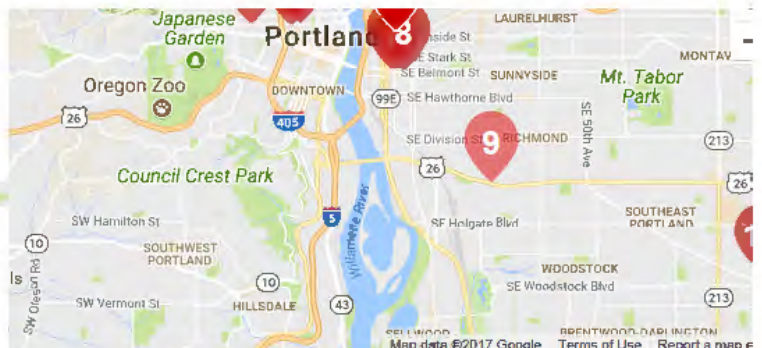 LAURELHURST
Japanese
Garden
Portland
8
SE Stark St
MONTAV
SE Belmont St
SUNNYSIDE
Mt. Tabor
Park
Oregon Zoo
DOWNTOWN
99E
SE Hawthorne Blvd
26
405
SE 50th Ave
SE Division St
9
RICHMOND
213
26
26
Council Crest Park
5
SW Hamilton St
SE Holgate Blvd
SOUTHEAST
PORTLAND
10
SOUTHWEST
PORTLAND
Willamette River
ls
SW Oleson Rd
10
WOODSTOCK
SE Woodstock Blvd
SW Vermont St
HILLSDALE
43
213
SELLWOOD
BRENTWOOD-DARLINGTON
Map data ©2017 Google
Terms of Use
Report a map e